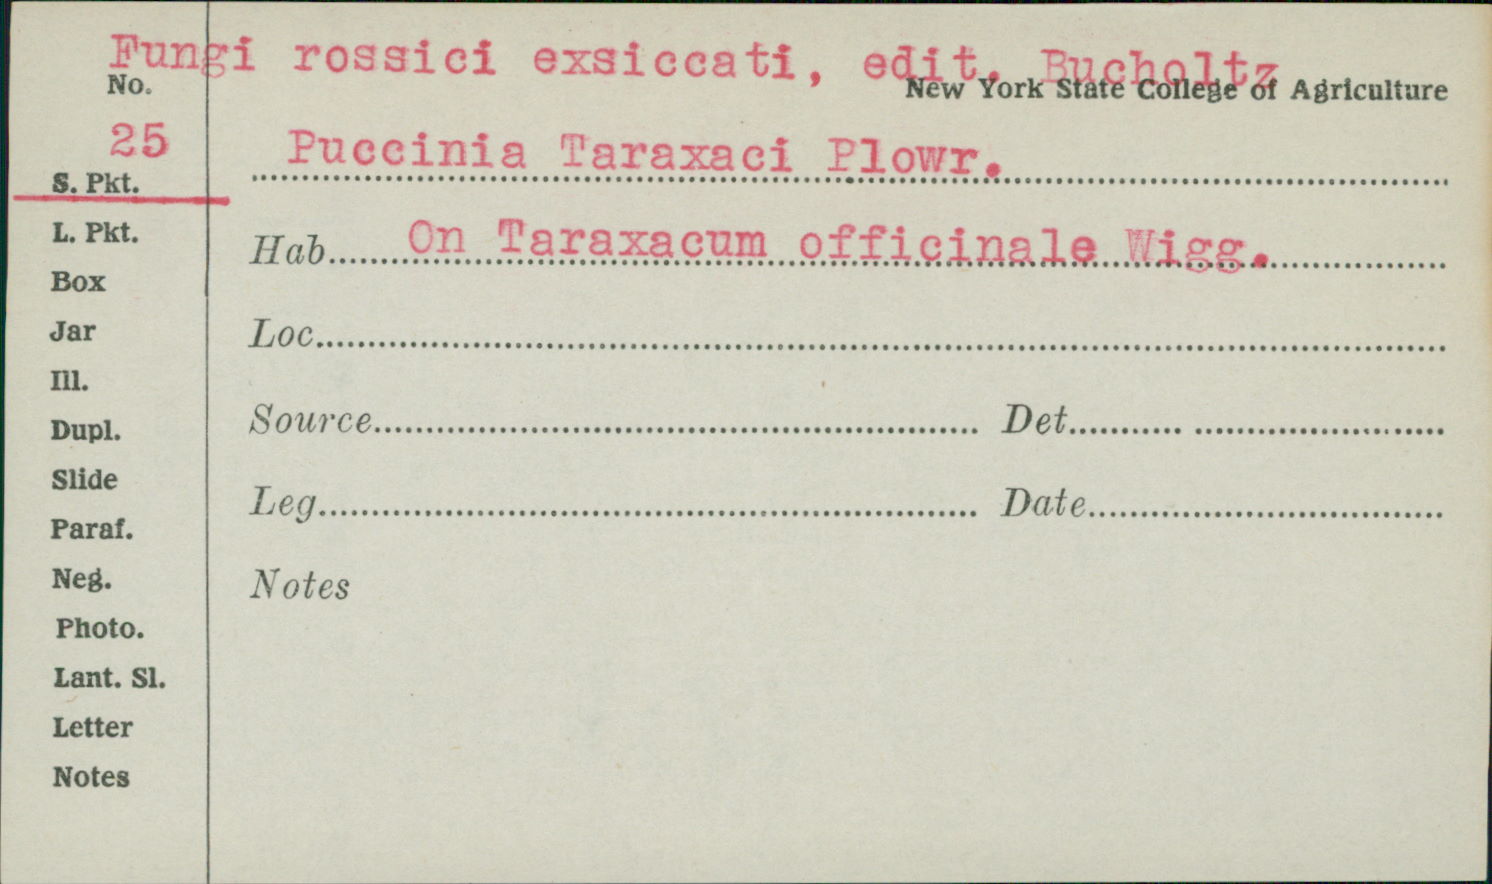 Fungi rossici exsiccati, edit. Bucholtz
No.
New York State College of Agriculture
25
Puccinia Taraxaci Plowr.
S. Pkt.
L. Pkt.
Hab. On Taraxacum officinale Wigg.
Box
Jar
Loc.
Ill.
Dupl.
Source
Det.
Slide
Leg.
Date
Paraf.
Neg.
Notes
Photo.
Lant. Sl.
Letter
Notes